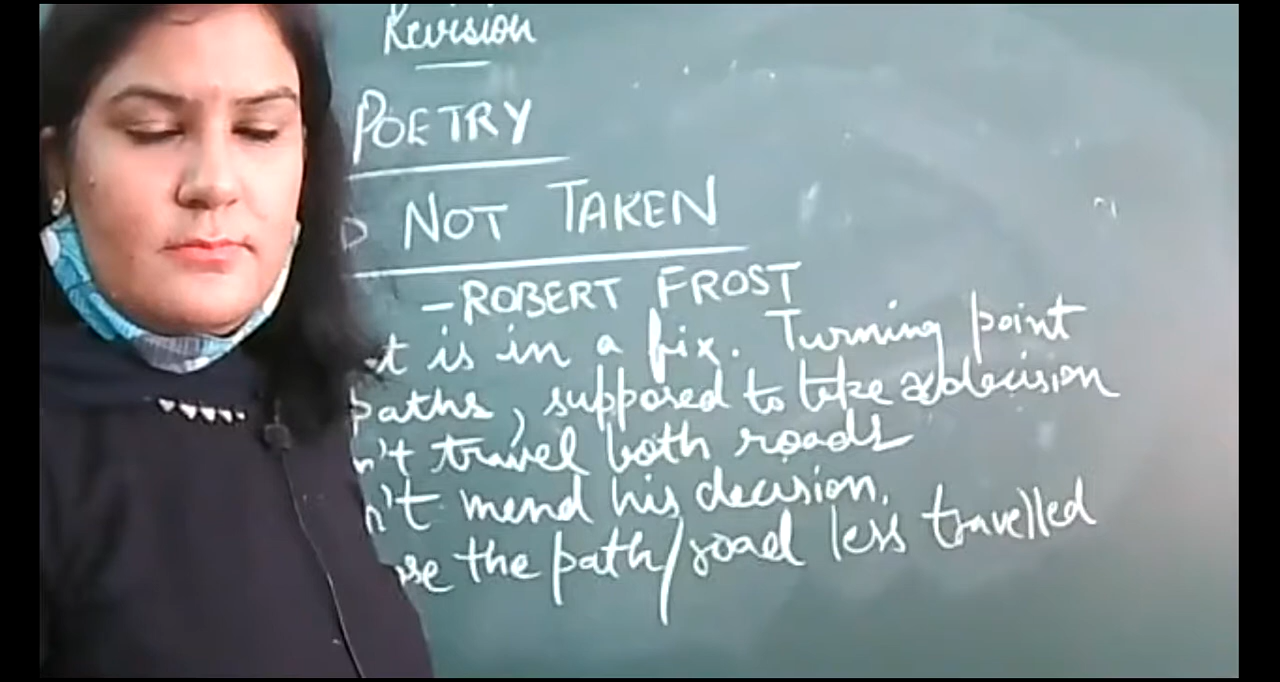 Revision
POETRY
D NOT TAKEN
-ROBERT FROST
t is in a fix. Turning point
paths, supposed to take a decision
n't travel both roads
n't mend his decision.
ose the path/road less travelled